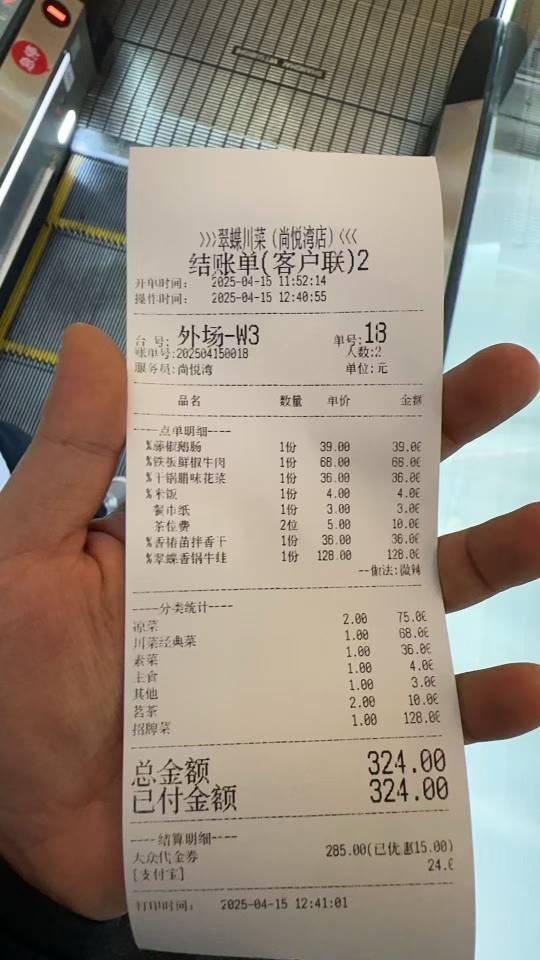 >>>翠蝶川菜(尚悦湾店)<<<
结账单(客户联)2
开单时间: 2025-04-15 11:52:14
操作时间: 2025-04-15 12:40:55
台 号: 外场-W3 单号:18
账单号:202504150018 人数:2
服务员:尚悦湾 单位:元
品名 数量 单价 金额
----点单明细----
%藤椒鹅肠 1份 39.00 39.00
%铁板鲜椒牛肉 1份 68.00 68.00
%干锅腊味花菜 1份 36.00 36.00
%米饭 1份 4.00 4.00
餐巾纸 1份 3.00 3.00
茶位费 2位 5.00 10.00
%香椿苗拌香干 1份 36.00 36.00
%翠蝶香锅牛蛙 1份 128.00 128.00
--做法:微辣
----分类统计----
凉菜 2.00 75.00
川菜经典菜 1.00 68.00
素菜 1.00 36.00
主食 1.00 4.00
其他 1.00 3.00
茗茶 2.00 10.00
招牌菜 1.00 128.00
总金额 324.00
已付金额 324.00
----结算明细----
大众代金券 285.00(已优惠15.00)
[支付宝] 24.0
打印时间: 2025-04-15 12:41:01